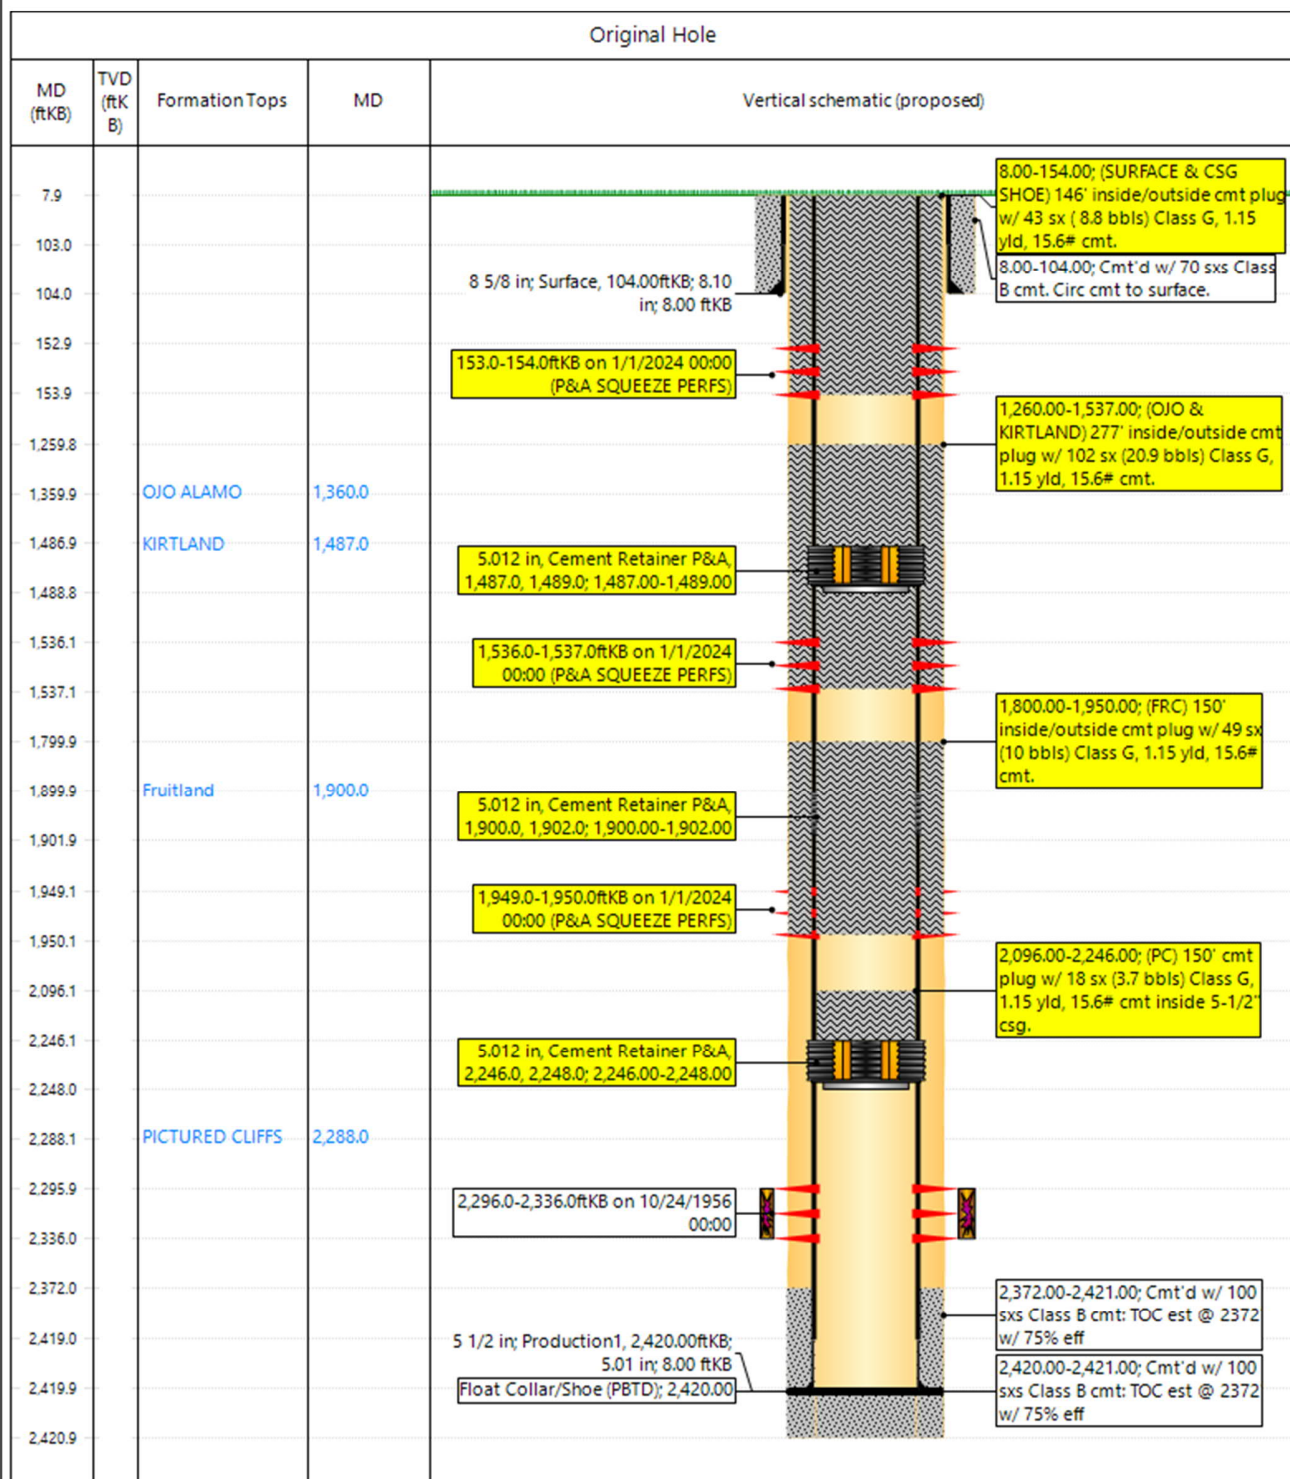 Original Hole
MD
(ftKB)
TVD
(ftK
B)
Formation Tops
MD
Vertical schematic (proposed)
7.9
103.0
104.0
152.9
153.9
1,259.8
1,359.9
1,486.9
1,488.8
1,536.1
1,537.1
1,799.9
1,899.9
1,901.9
1,949.1
1,950.1
2,096.1
2,246.1
2,248.0
2,288.1
2,295.9
2,336.0
2,372.0
2,419.0
2,419.9
2,420.9
OJO ALAMO
1,360.0
KIRTLAND
1,487.0
Fruitland
1,900.0
PICTURED CLIFFS
2,288.0
8 5/8 in; Surface, 104.00ftKB; 8.10
in; 8.00 ftKB
153.0-154.0ftKB on 1/1/2024 00:00
(P&A SQUEEZE PERFS)
5.012 in, Cement Retainer P&A,
1,487.0, 1,489.0; 1,487.00-1,489.00
1,536.0-1,537.0ftKB on 1/1/2024
00:00 (P&A SQUEEZE PERFS)
5.012 in, Cement Retainer P&A,
1,900.0, 1,902.0; 1,900.00-1,902.00
1,949.0-1,950.0ftKB on 1/1/2024
00:00 (P&A SQUEEZE PERFS)
5.012 in, Cement Retainer P&A,
2,246.0, 2,248.0; 2,246.00-2,248.00
2,296.0-2,336.0ftKB on 10/24/1956
00:00
5 1/2 in; Production1, 2,420.00ftKB;
5.01 in; 8.00 ftKB
Float Collar/Shoe (PBTD); 2,420.00
8.00-154.00; (SURFACE & CSG
SHOE) 146' inside/outside cmt plug
w/ 43 sx ( 8.8 bbls) Class G, 1.15
yld, 15.6# cmt.
8.00-104.00; Cmt'd w/ 70 sxs Class
B cmt. Circ cmt to surface.
1,260.00-1,537.00; (OJO &
KIRTLAND) 277' inside/outside cmt
plug w/ 102 sx (20.9 bbls) Class G,
1.15 yld, 15.6# cmt.
1,800.00-1,950.00; (FRC) 150'
inside/outside cmt plug w/ 49 sx
(10 bbls) Class G, 1.15 yld, 15.6#
cmt.
2,096.00-2,246.00; (PC) 150' cmt
plug w/ 18 sx (3.7 bbls) Class G,
1.15 yld, 15.6# cmt inside 5-1/2"
csg.
2,372.00-2,421.00; Cmt'd w/ 100
sxs Class B cmt: TOC est @ 2372
w/ 75% eff
2,420.00-2,421.00; Cmt'd w/ 100
sxs Class B cmt: TOC est @ 2372
w/ 75% eff